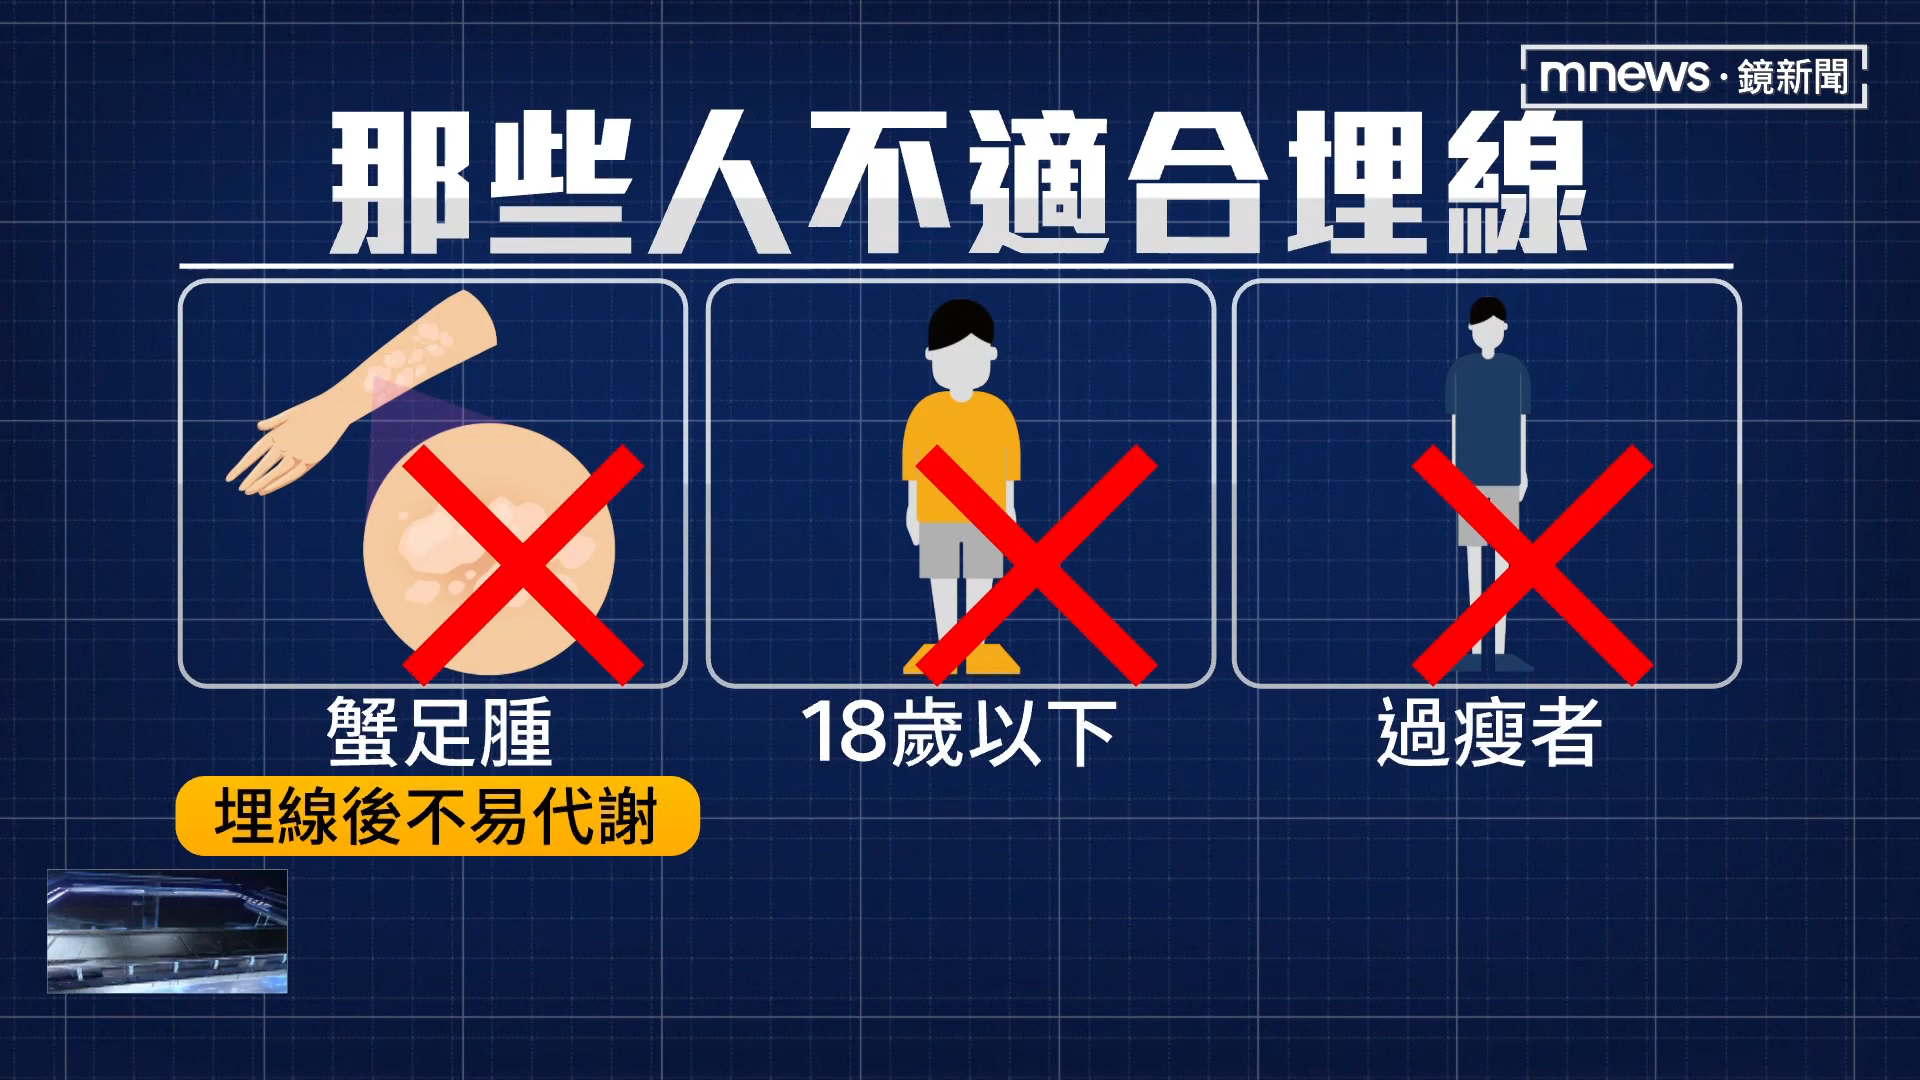 mnews·鏡新聞
那些人不適合埋線
蟹足腫
18歲以下
過瘦者
埋線後不易代謝